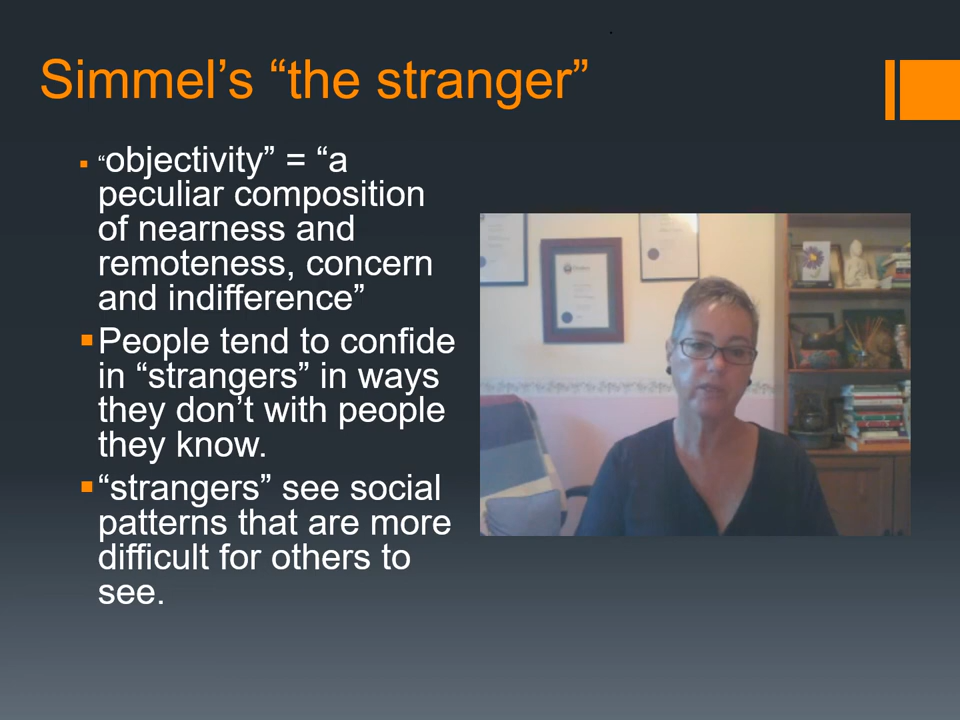 Simmel’s “the stranger”
“objectivity” = “a
peculiar composition
of nearness and
remoteness, concern
and indifference”
People tend to confide
in “strangers” in ways
they don’t with people
they know.
“strangers” see social
patterns that are more
difficult for others to
see.